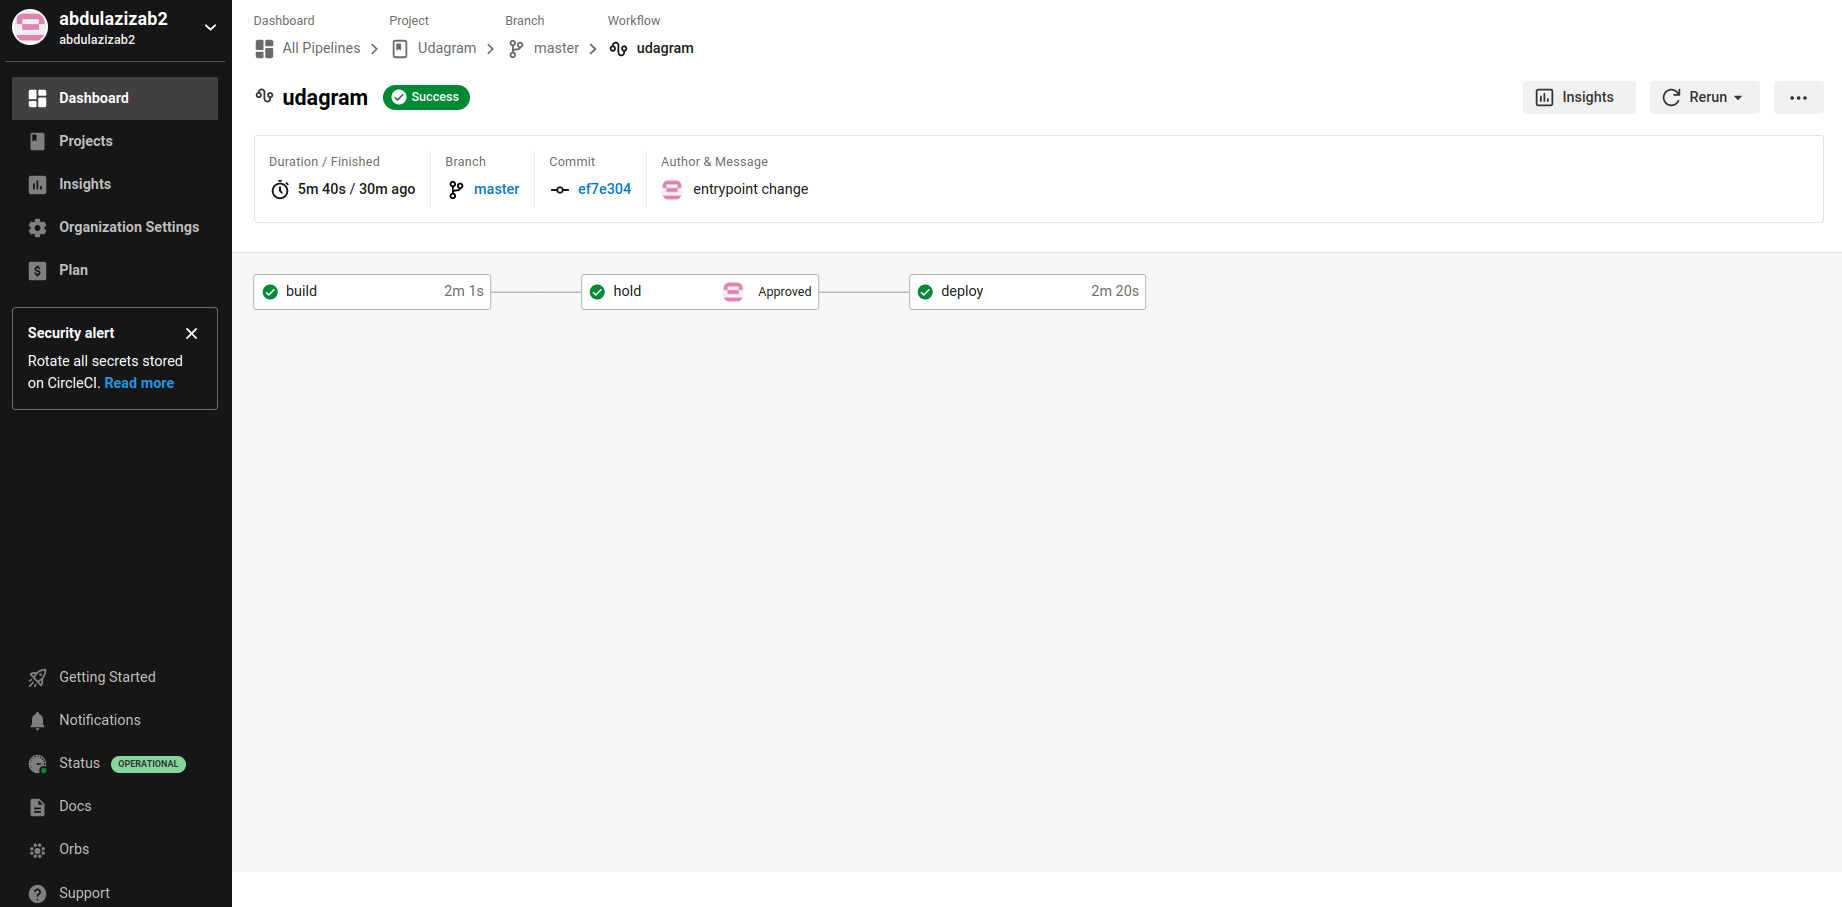 abdulazizab2
abdulazizab2
Dashboard
Projects
Insights
Organization Settings
Plan
Security alert
Rotate all secrets stored
on CircleCI. Read more
Getting Started
Notifications
Status OPERATIONAL
Docs
Orbs
Support
Dashboard Project Branch Workflow
All Pipelines Udagram master udagram
udagram Success Insights Rerun
Duration / Finished Branch Commit Author & Message
5m 40s / 30m ago master ef7e304 entrypoint change
build 2m 1s hold Approved deploy 2m 20s